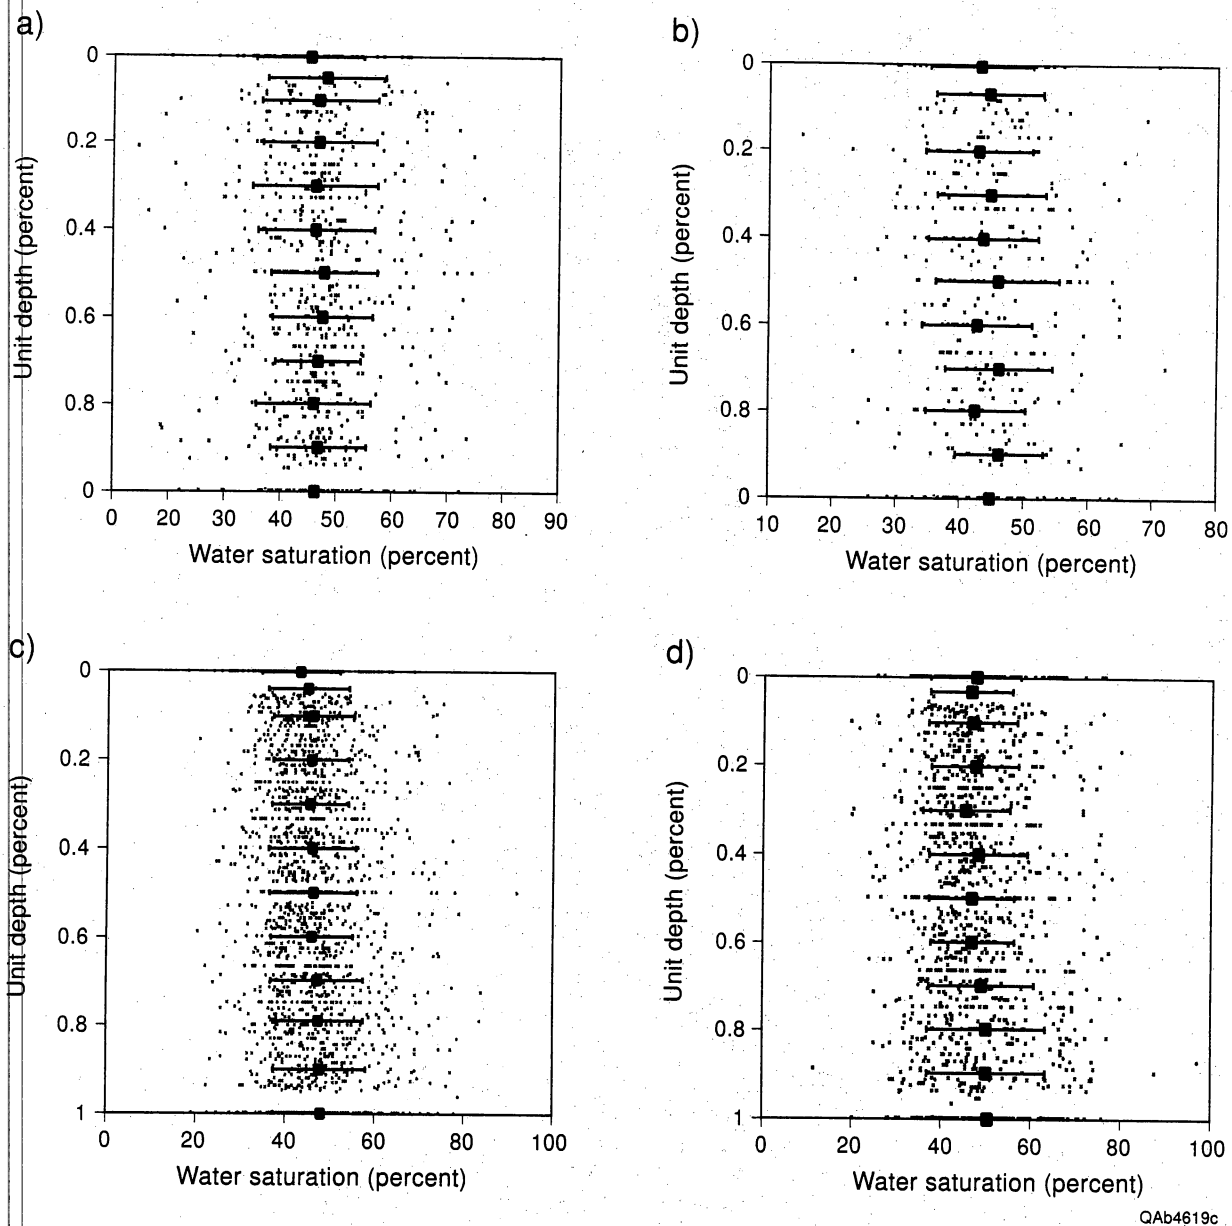 a)
0
0.2
0.4
0.6
0.8
0
Unit depth (percent)
0 20 30 40 50 60 70 80 90
Water saturation (percent)
b)
0
0.2
0.4
0.6
0.8
0
Unit depth (percent)
10 20 30 40 50 60 70 80
Water saturation (percent)
c)
0
0.2
0.4
0.6
0.8
1
Unit depth (percent)
0 20 40 60 80 100
Water saturation (percent)
d)
0
0.2
0.4
0.6
0.8
1
Unit depth (percent)
0 20 40 60 80 100
Water saturation (percent)
QAb4619c